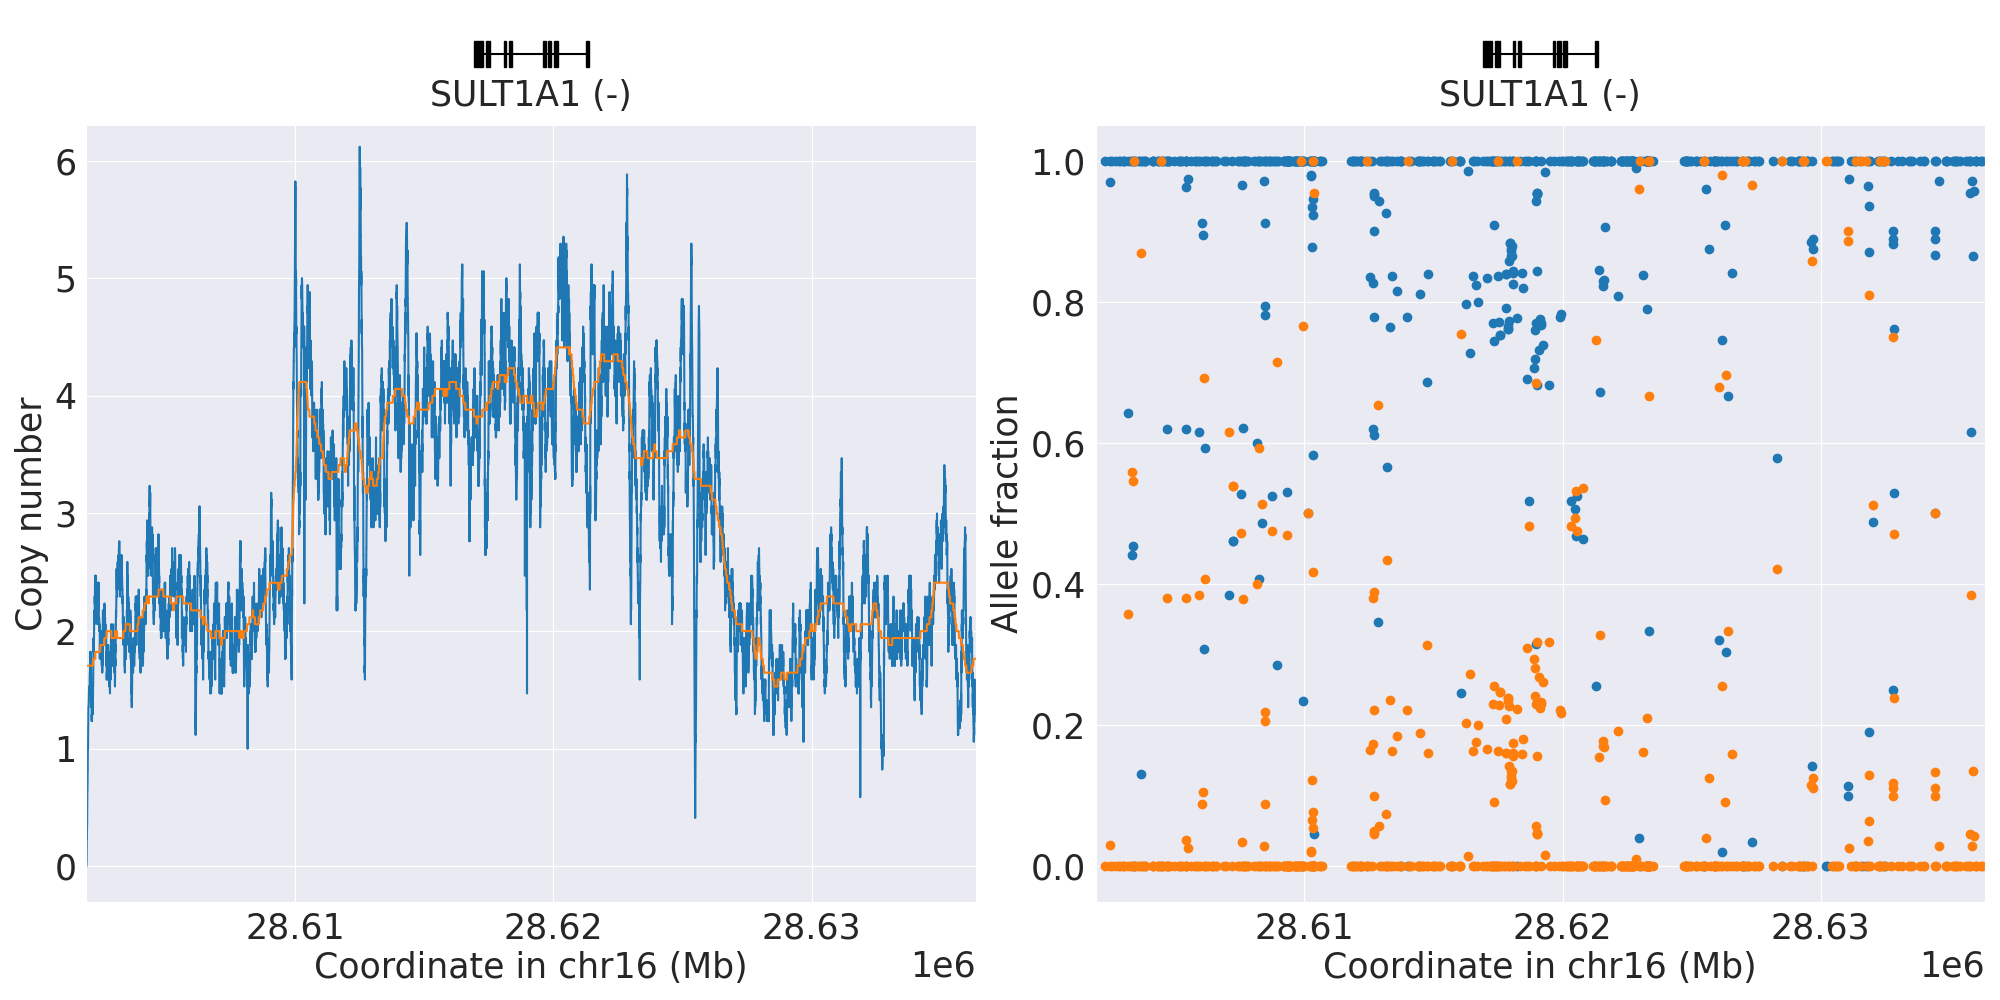 SULT1A1 (-)
SULT1A1 (-)
Copy number
6
5
4
3
2
1
0
28.61
28.62
28.63
Coordinate in chr16 (Mb)
1e6
Allele fraction
1.0
0.8
0.6
0.4
0.2
0.0
28.61
28.62
28.63
Coordinate in chr16 (Mb)
1e6